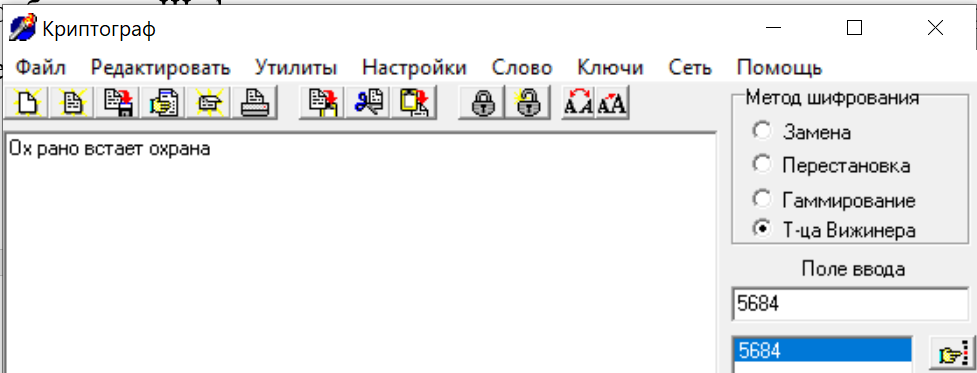 Криптограф
Файл Редактировать Утилиты Настройки Слово Ключи Сеть Помощь
Метод шифрования
Замена
Перестановка
Гаммирование
Т-ца Вижинера
Ох рано встает охрана
Поле ввода
5684
5684